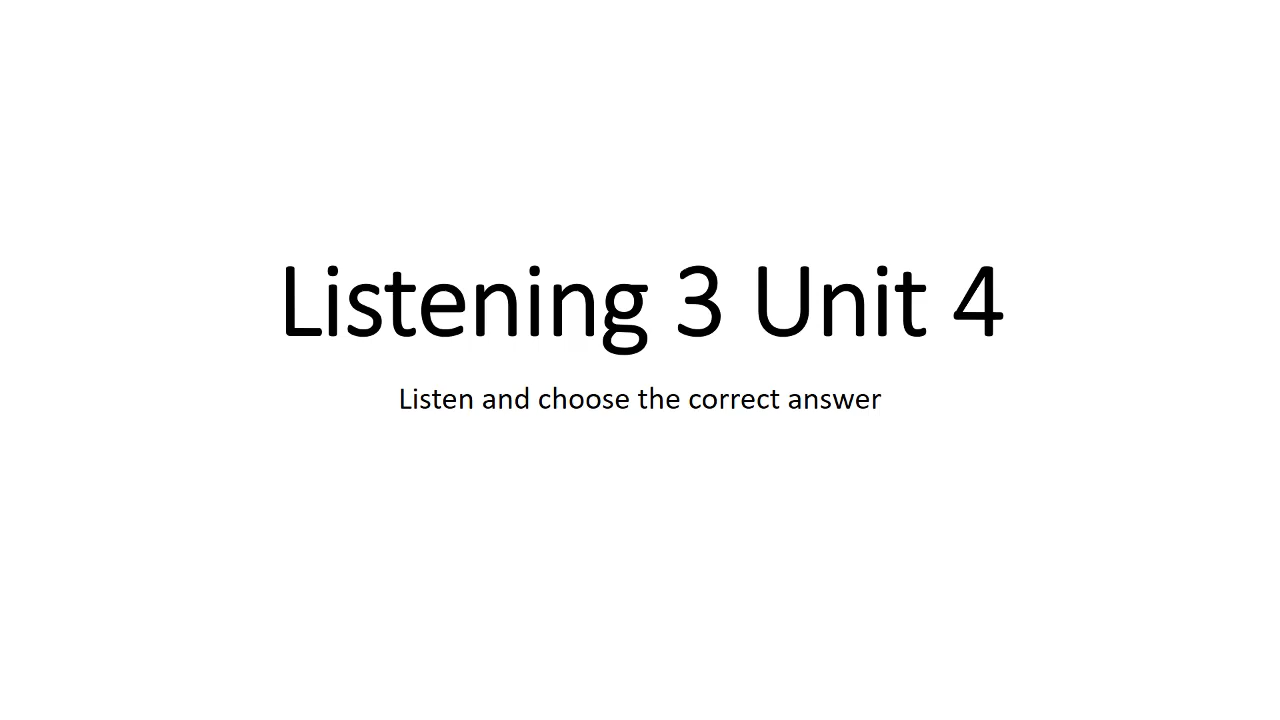 Listening 3 Unit 4
Listen and choose the correct answer